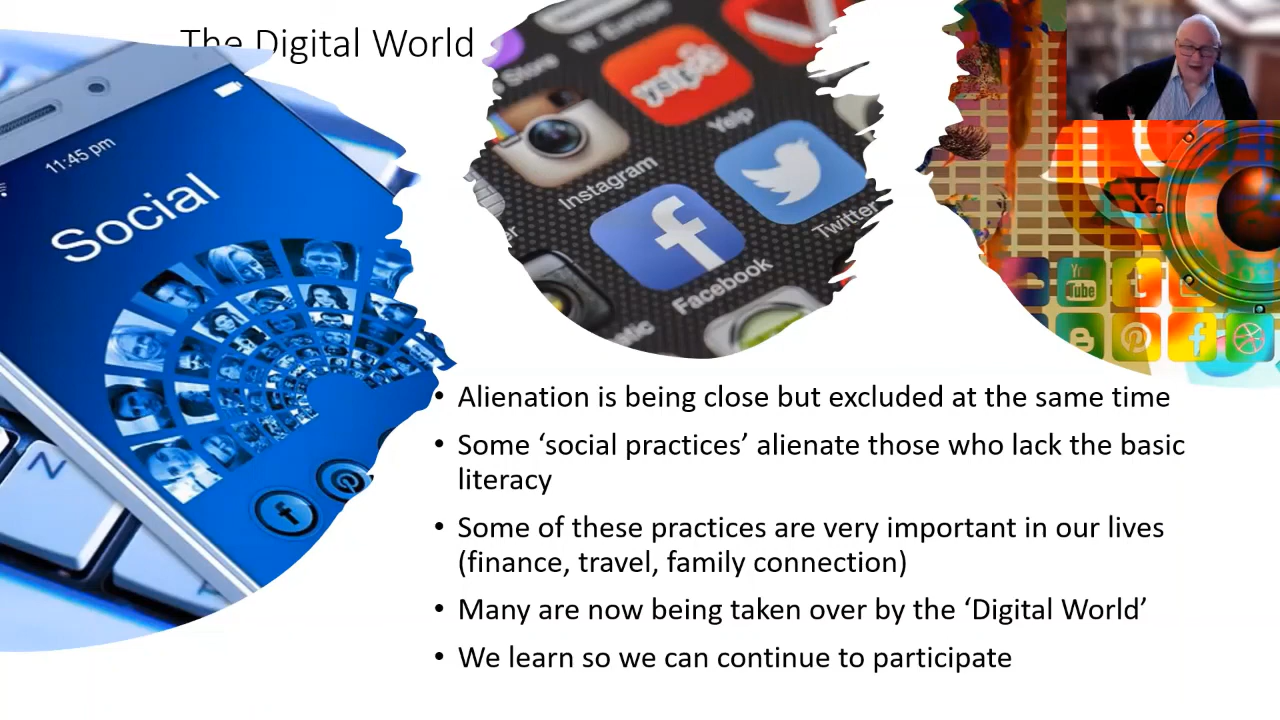 The Digital World
11:45 pm
Social
Store
Yelp
Instagram
Twitter
Facebook
You
Tube
• Alienation is being close but excluded at the same time
• Some ‘social practices’ alienate those who lack the basic
literacy
• Some of these practices are very important in our lives
(finance, travel, family connection)
• Many are now being taken over by the ‘Digital World’
• We learn so we can continue to participate